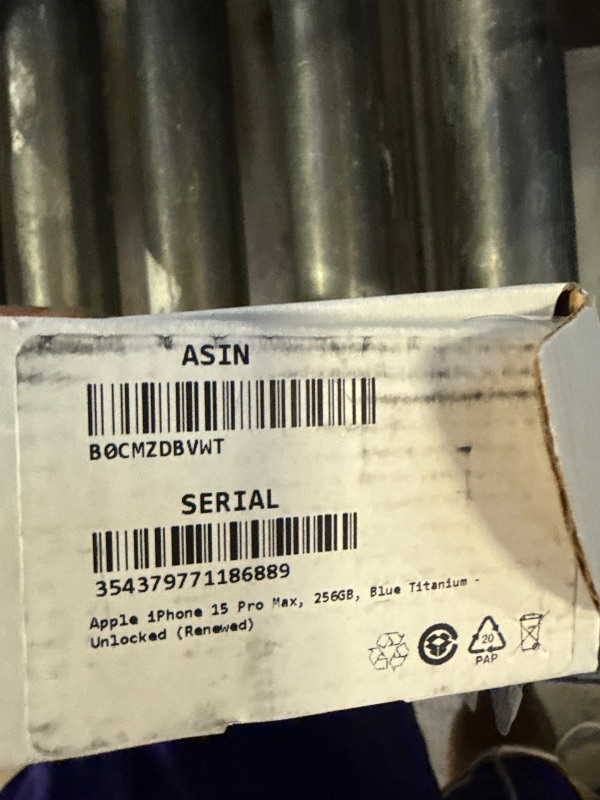 ASIN
B0CMZDBVWT
SERIAL
354379771186889
Apple iPhone 15 Pro Max, 256GB, Blue Titanium -
Unlocked (Renewed)
20
PAP